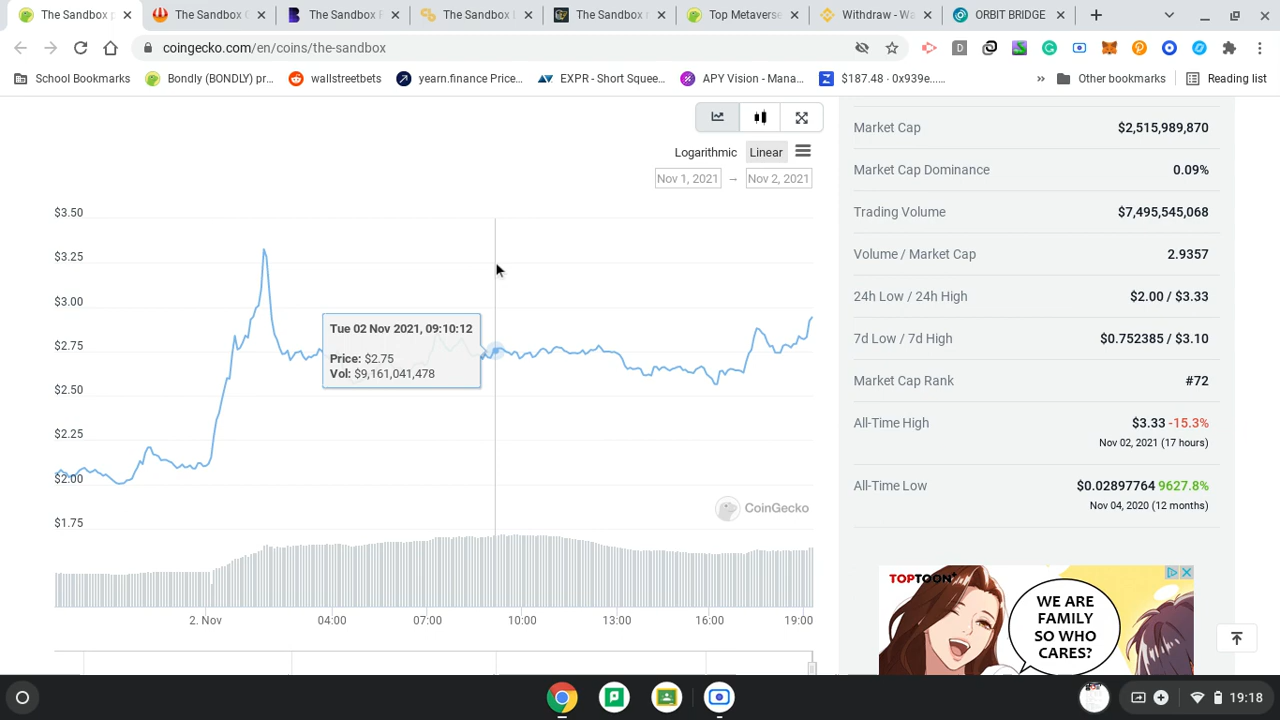 The Sandbox p
The Sandbox C
The Sandbox F
The Sandbox L
The Sandbox r
Top Metaverse
Withdraw - Wa
ORBIT BRIDGE
coingecko.com/en/coins/the-sandbox
School Bookmarks
Bondly (BONDLY) pr...
wallstreetbets
yearn.finance Price...
EXPR - Short Squee...
APY Vision - Mana...
$187.48 · 0x939e......
»
Other bookmarks
Reading list
Logarithmic Linear
Nov 1, 2021 → Nov 2, 2021
$3.50
$3.25
$3.00
$2.75
$2.50
$2.25
$2.00
$1.75
Tue 02 Nov 2021, 09:10:12
Price: $2.75
Vol: $9,161,041,478
CoinGecko
2. Nov 04:00 07:00 10:00 13:00 16:00 19:00
Market Cap $2,515,989,870
Market Cap Dominance 0.09%
Trading Volume $7,495,545,068
Volume / Market Cap 2.9357
24h Low / 24h High $2.00 / $3.33
7d Low / 7d High $0.752385 / $3.10
Market Cap Rank #72
All-Time High $3.33 -15.3%
Nov 02, 2021 (17 hours)
All-Time Low $0.02897764 9627.8%
Nov 04, 2020 (12 months)
TOPTOON+
WE ARE
FAMILY
SO WHO
CARES?
19:18